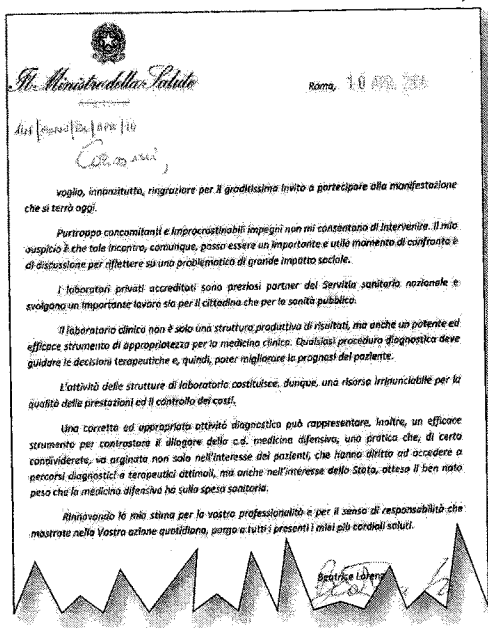 Il Ministro della Salute
Roma, 10 APR.
voglio, innanzitutto, ringraziare per il graditissimo invito a partecipare alla manifestazione
che si terrà oggi.
Purtroppo concomitanti e improcrastinabili impegni non mi consentono di intervenire. Il mio
auspicio è che tale incontro, comunque, possa essere un importante e utile momento di confronto e
di discussione per riflettere su una problematica di grande impatto sociale.
I laboratori privati accreditati sono preziosi partner del Servizio sanitario nazionale e
svolgono un importante lavoro sia per il cittadino che per la sanità pubblica.
Il laboratorio clinico non è solo una struttura produttiva di risultati, ma anche un potente ed
efficace strumento di appropriatezza per la medicina clinica. Qualsiasi procedura diagnostica deve
guidare le decisioni terapeutiche e, quindi, poter migliorare la prognosi del paziente.
L'attività delle strutture di laboratorio costituisce, dunque, una risorsa irrinunciabile per la
qualità delle prestazioni ed il controllo dei costi.
Una corretta ed appropriata attività diagnostica può rappresentare, inoltre, un efficace
strumento per contrastare il dilagare della c.d. medicina difensiva, una pratica che, di certo
condividerete, va arginata non solo nell'interesse dei pazienti, che hanno diritto ad accedere a
percorsi diagnostici e terapeutici ottimali, ma anche nell'interesse dello Stato, atteso il ben noto
peso che la medicina difensiva ha sulla spesa sanitaria.
Rinnovando la mia stima per la vostra professionalità e per il senso di responsabilità che
mostrate nella Vostra azione quotidiana, porgo a tutti i presenti i miei più cordiali saluti.
Beatrice Lorenz